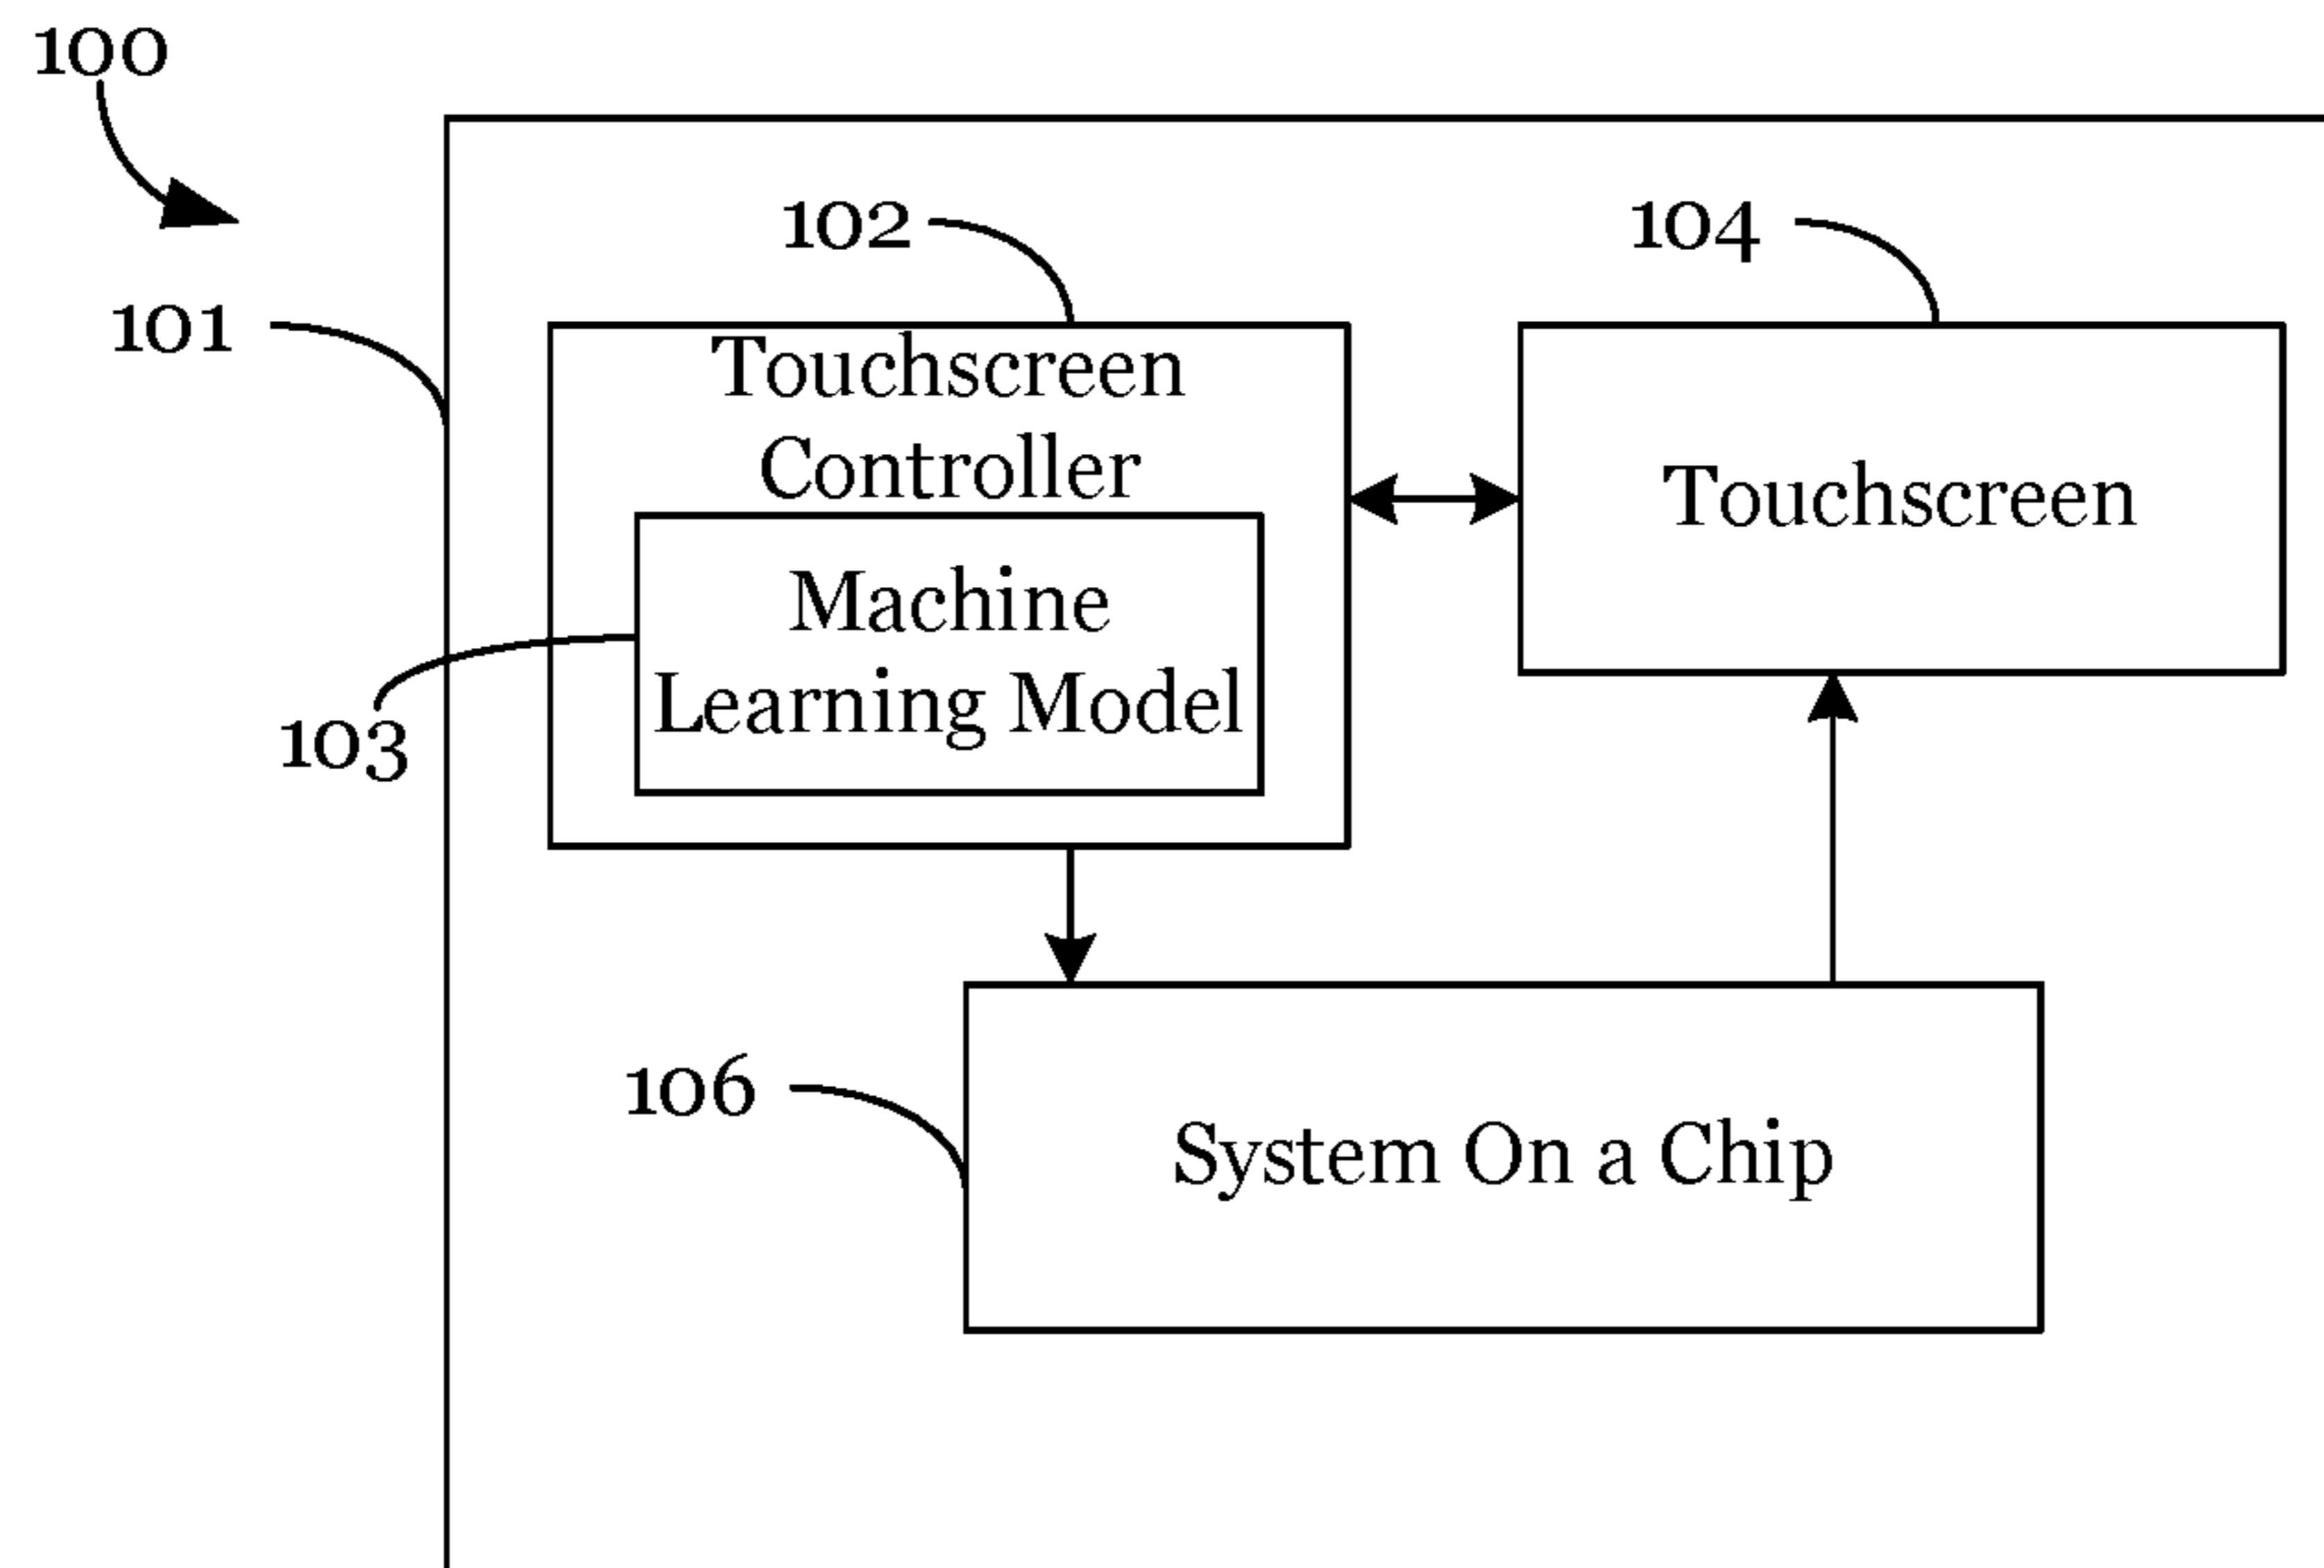 100
102
104
101
Touchscreen
Controller
Touchscreen
Machine
Learning Model
103
106
System On a Chip